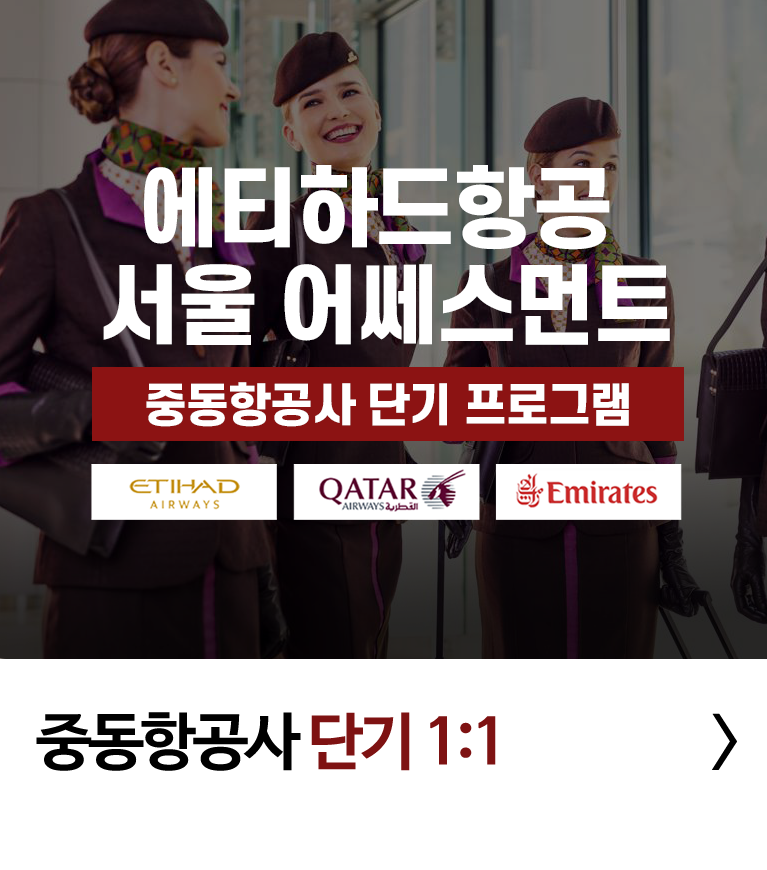 에티하드항공
서울 어쎄스먼트
중동항공사 단기 프로그램
ETIHAD
AIRWAYS
QATAR
AIRWAYS القطرية
Emirates
중동항공사 단기 1:1